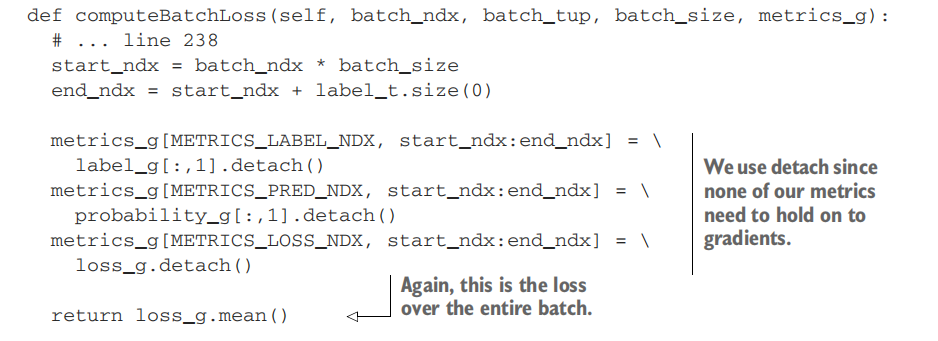 def computeBatchLoss(self, batch_ndx, batch_tup, batch_size, metrics_g):
# ... line 238
start_ndx = batch_ndx * batch_size
end_ndx = start_ndx + label_t.size(0)
metrics_g[METRICS_LABEL_NDX, start_ndx:end_ndx] = \
label_g[:,1].detach()
metrics_g[METRICS_PRED_NDX, start_ndx:end_ndx] = \
probability_g[:,1].detach()
metrics_g[METRICS_LOSS_NDX, start_ndx:end_ndx] = \
loss_g.detach()
We use detach since
none of our metrics
need to hold on to
gradients.
Again, this is the loss
over the entire batch.
return loss_g.mean()